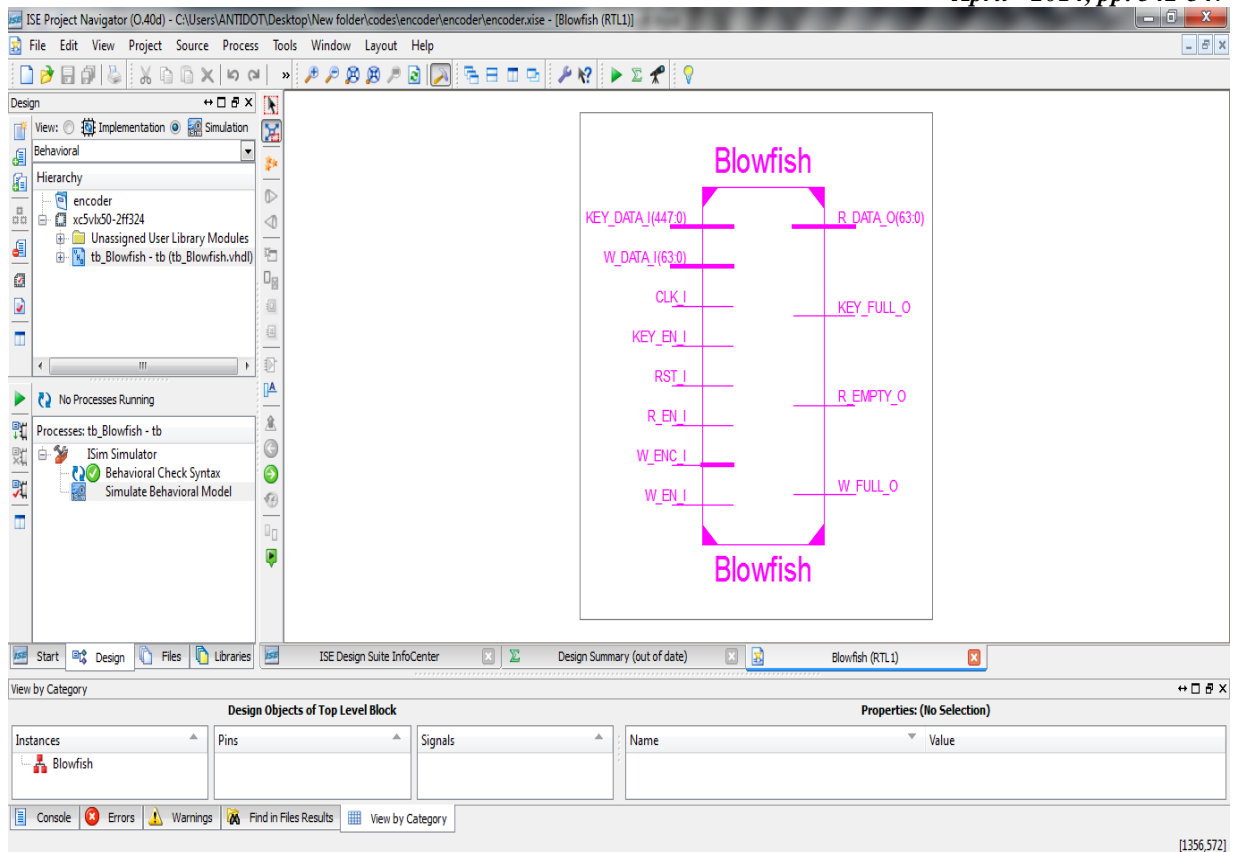 ISE Project Navigator (O.40d) - C:\Users\ANTIDOT\Desktop\New folder\codes\encoder\encoder\encoder.xise - [Blowfish (RTL1)]
File Edit View Project Source Process Tools Window Layout Help
Design
View: Implementation Simulation
Behavioral
Hierarchy
encoder
xc5vlx50-2ff324
Unassigned User Library Modules
tb_Blowfish - tb (tb_Blowfish.vhdl)
No Processes Running
Processes: tb_Blowfish - tb
ISim Simulator
Behavioral Check Syntax
Simulate Behavioral Model
Start Design Files Libraries
Blowfish
KEY_DATA_I(447:0) R_DATA_O(63:0)
W_DATA_I(63:0)
CLK_I
KEY_FULL_O
KEY_EN_I
RST_I
R_EMPTY_O
R_EN_I
W_ENC_I
W_FULL_O
W_EN_I
Blowfish
ISE Design Suite InfoCenter Design Summary (out of date) Blowfish (RTL1)
View by Category
Design Objects of Top Level Block Properties: (No Selection)
Instances Pins Signals Name Value
Blowfish
Console Errors Warnings Find in Files Results View by Category
[1356,572]